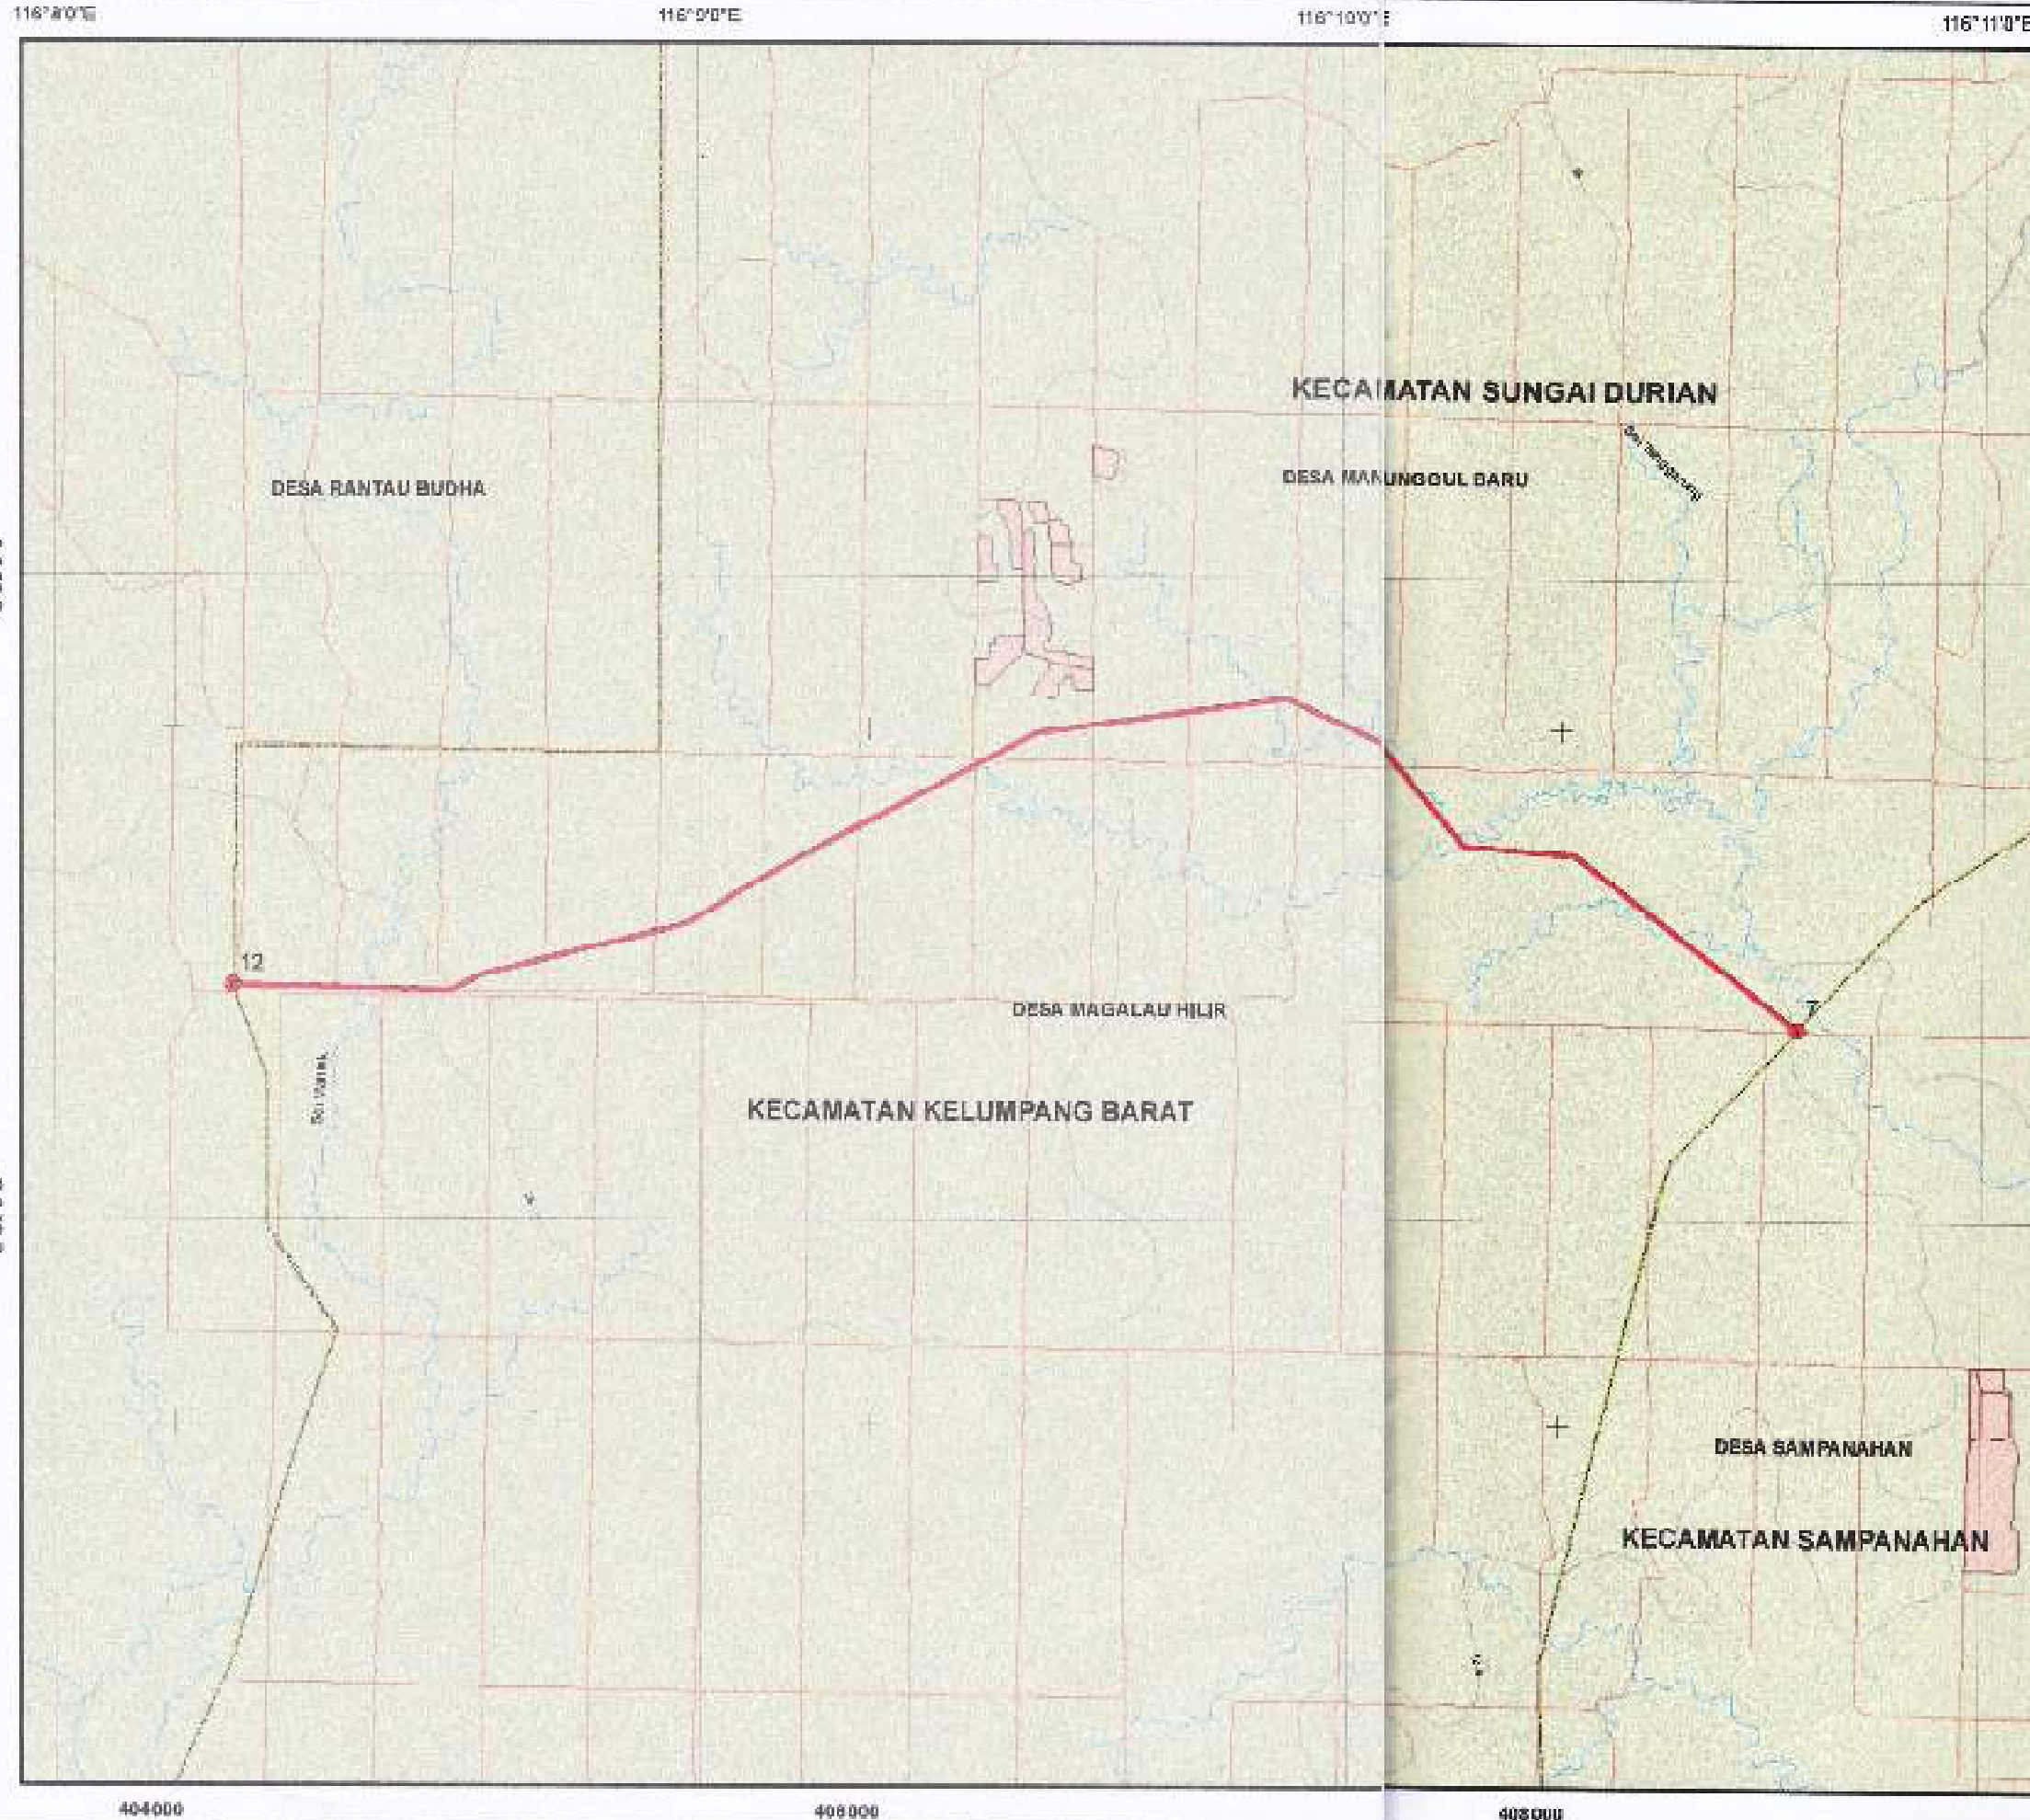 116°8'0"E
116°9'0"E
116°10'0"E
116°11'0"E
KECAMATAN SUNGAI DURIAN
DESA RANTAU BUDHA
DESA MANUNGGUL BARU
12
7
DESA MAGALAU HILIR
KECAMATAN KELUMPANG BARAT
DESA SAMPANAHAN
KECAMATAN SAMPANAHAN
404000
406000
408000